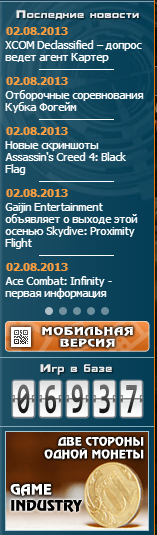 Последние новости
02.08.2013
XCOM Declassified – допрос
ведет агент Картер
02.08.2013
Отборочные соревнования
Кубка Фогейм
02.08.2013
Новые скриншоты
Assassin's Creed 4: Black
Flag
02.08.2013
Gaijin Entertainment
объявляет о выходе этой
осенью Skydive: Proximity
Flight
02.08.2013
Ace Combat: Infinity -
первая информация
МОБИЛЬНАЯ
ВЕРСИЯ
Игр в базе
06937
ДВЕ СТОРОНЫ
ОДНОЙ МОНЕТЫ
GAME
INDUSTRY